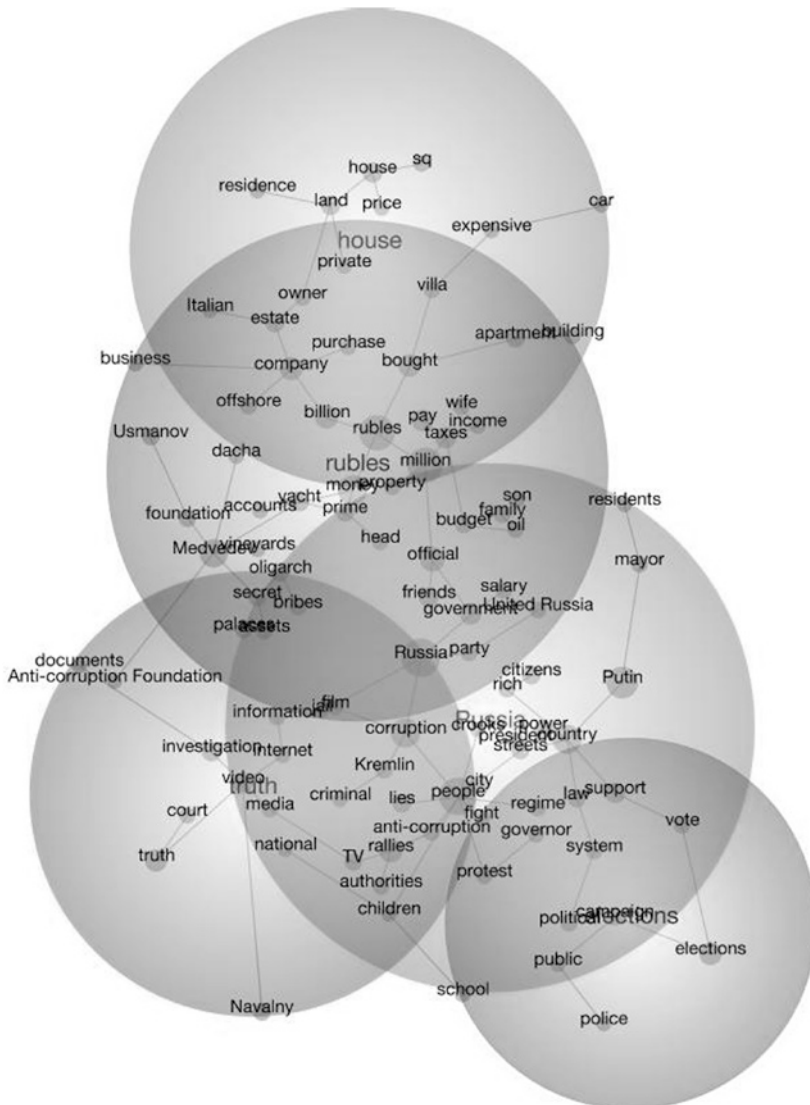 sq
house
residence
land
price
car
expensive
house
private
villa
owner
Italian
estate
apartment
building
purchase
business
company
bought
offshore
billion
wife
pay
income
rubles
taxes
Usmanov
dacha
rubles
million
money
property
yacht
son
residents
foundation
accounts
prime
family
budget
oil
Medvedev
vineyards
head
official
mayor
oligarch
secret
bribes
friends
salary
government
United Russia
palaces
assets
documents
Anti-corruption Foundation
Russia
party
citizens
rich
Putin
jail
film
information
Russia
corruption
crooks
power
president
country
streets
investigation
internet
Kremlin
video
truth
city
people
law
support
court
media
criminal
lies
fight
regime
vote
anti-corruption
governor
truth
national
TV
rallies
system
authorities
protest
children
political
campaign
elections
public
elections
school
Navalny
police